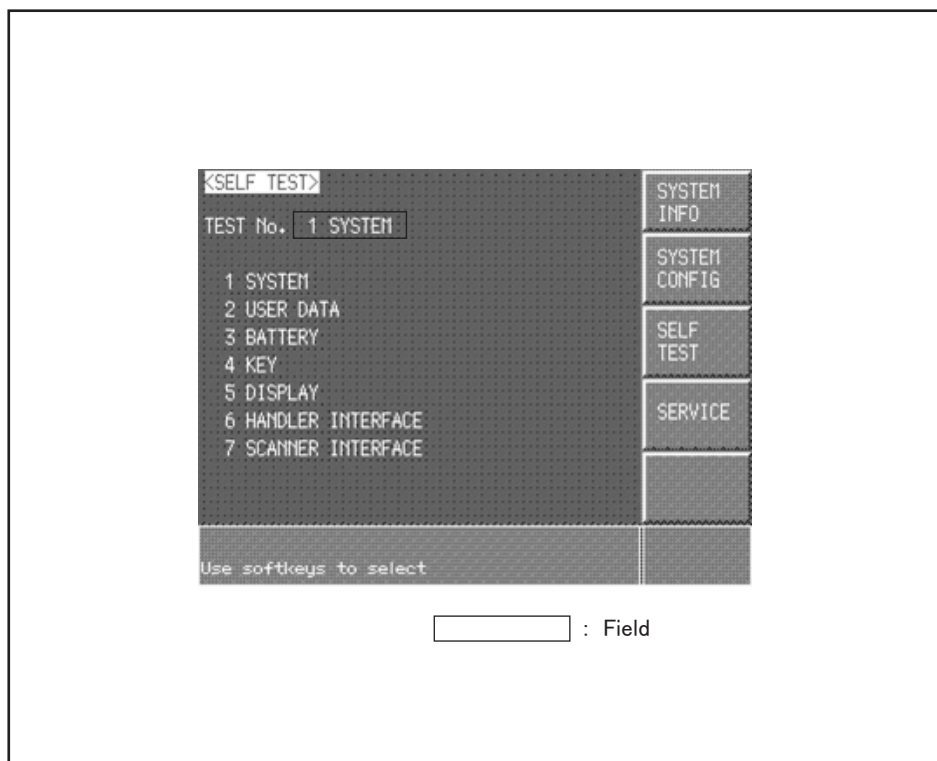 <SELF TEST>
TEST No. 1 SYSTEM
1 SYSTEM
2 USER DATA
3 BATTERY
4 KEY
5 DISPLAY
6 HANDLER INTERFACE
7 SCANNER INTERFACE
Use softkeys to select
SYSTEM
INFO
SYSTEM
CONFIG
SELF
TEST
SERVICE
: Field